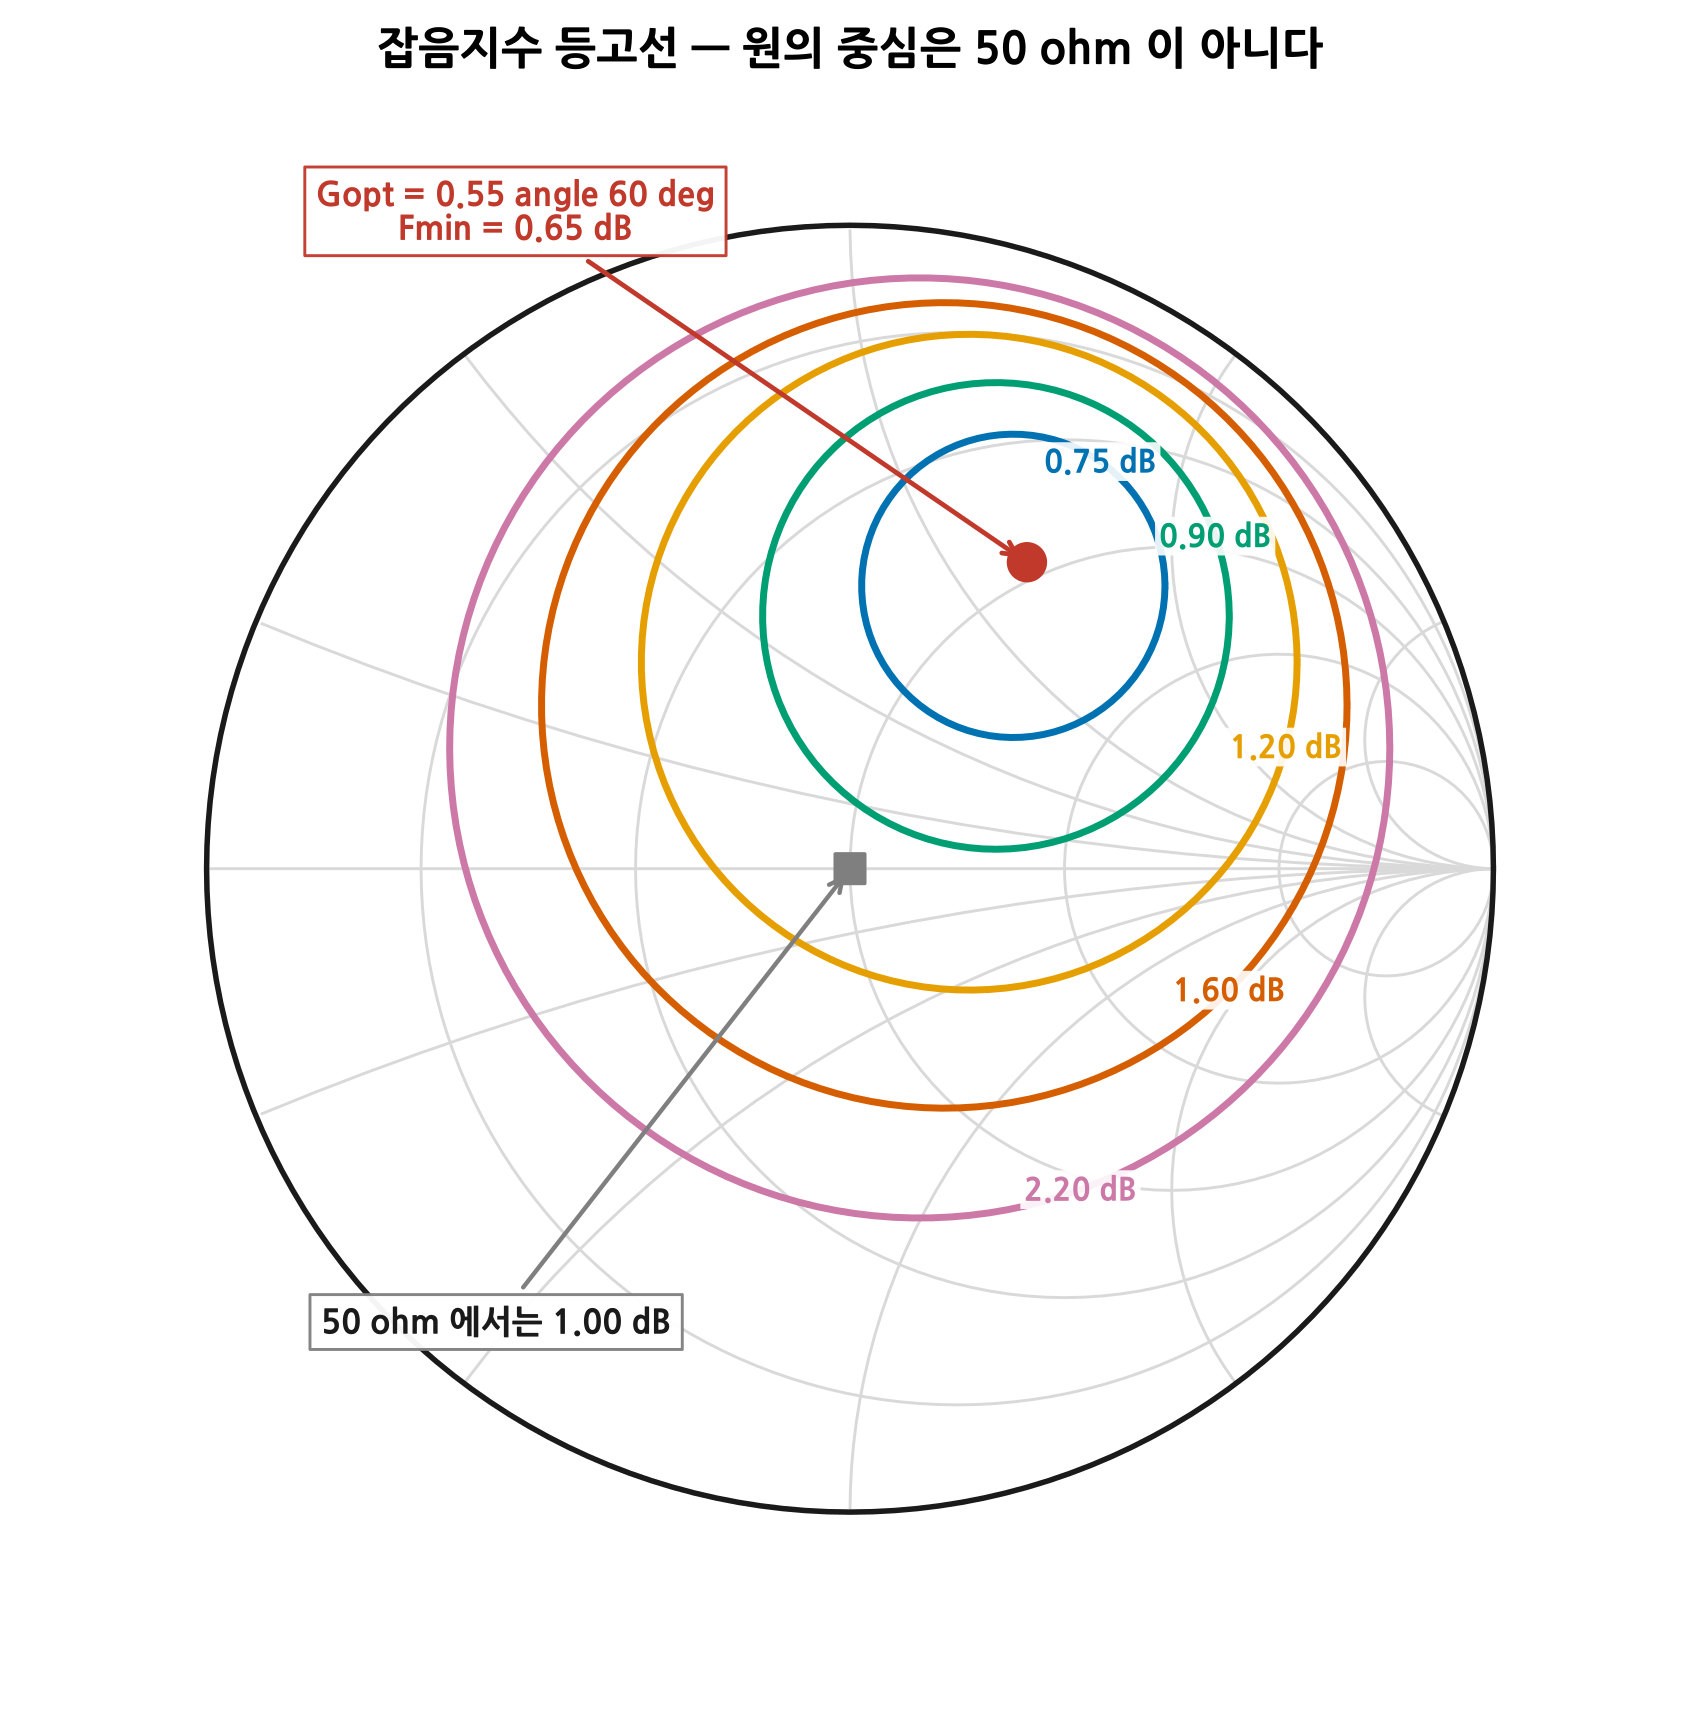 잡음지수 등고선 — 원의 중심은 50 ohm 이 아니다
Gopt = 0.55 angle 60 deg
Fmin = 0.65 dB
0.75 dB
0.90 dB
1.20 dB
1.60 dB
2.20 dB
50 ohm 에서는 1.00 dB